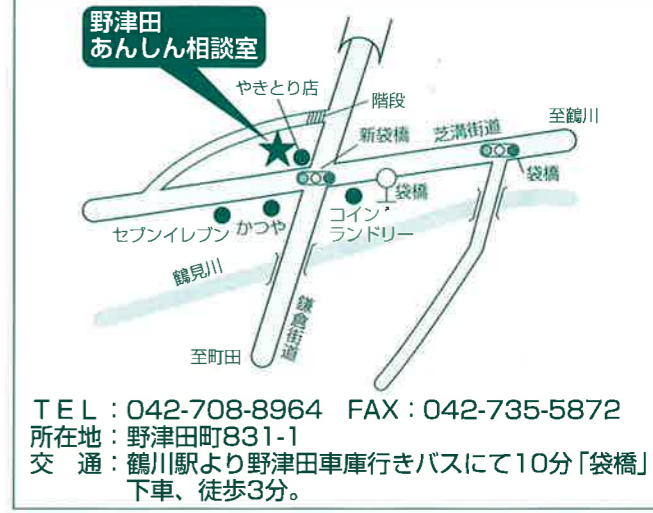 野津田
あんしん相談室
やきとり店
階段
新袋橋
芝溝街道
至鶴川
袋橋
袋橋
セブンイレブン
かつや
コイン
ランドリー
鶴見川
鎌倉街道
至町田
TEL：042-708-8964 FAX：042-735-5872
所在地：野津田町831-1
交　通：鶴川駅より野津田車庫行きバスにて10分「袋橋」
下車、徒歩3分。